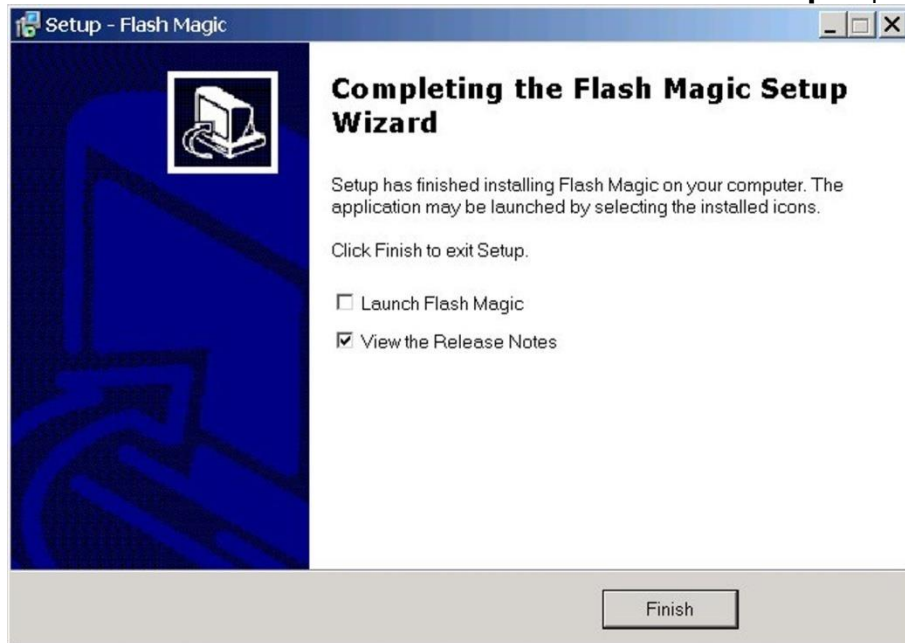 Setup - Flash Magic
Completing the Flash Magic Setup
Wizard
Setup has finished installing Flash Magic on your computer. The
application may be launched by selecting the installed icons.
Click Finish to exit Setup.
Launch Flash Magic
View the Release Notes
Finish